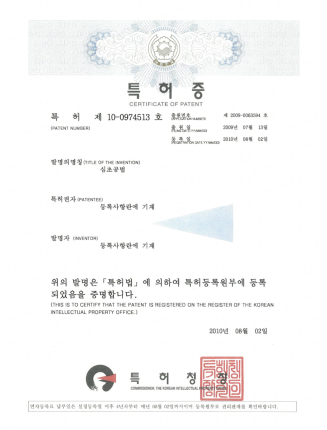 특허증
CERTIFICATE OF PATENT
특 허 제 10-0974513 호
(PATENT NUMBER)
출원번호 제 2009-0063594 호
(APPLICATION NUMBER)
출 원 일 2009년 07월 13일
(FILING DATE:YY/MM/DD)
등 록 일 2010년 08월 02일
(REGISTRATION DATE:YY/MM/DD)
발명의명칭 (TITLE OF THE INVENTION)
심초공법
특허권자 (PATENTEE)
등록사항란에 기재
발명자 (INVENTOR)
등록사항란에 기재
위의 발명은 「특허법」에 의하여 특허등록원부에 등록
되었음을 증명합니다.
(THIS IS TO CERTIFY THAT THE PATENT IS REGISTERED ON THE REGISTER OF THE KOREAN
INTELLECTUAL PROPERTY OFFICE.)
2010년 08월 02일
특 허 청 장
COMMISSIONER, THE KOREAN INTELLECTUAL PROPERTY OFFICE
연차등록료 납부일은 설정등록일 이후 4년차부터 매년 08월 02일까지이며 등록원부로 권리관계를 확인바랍니다.